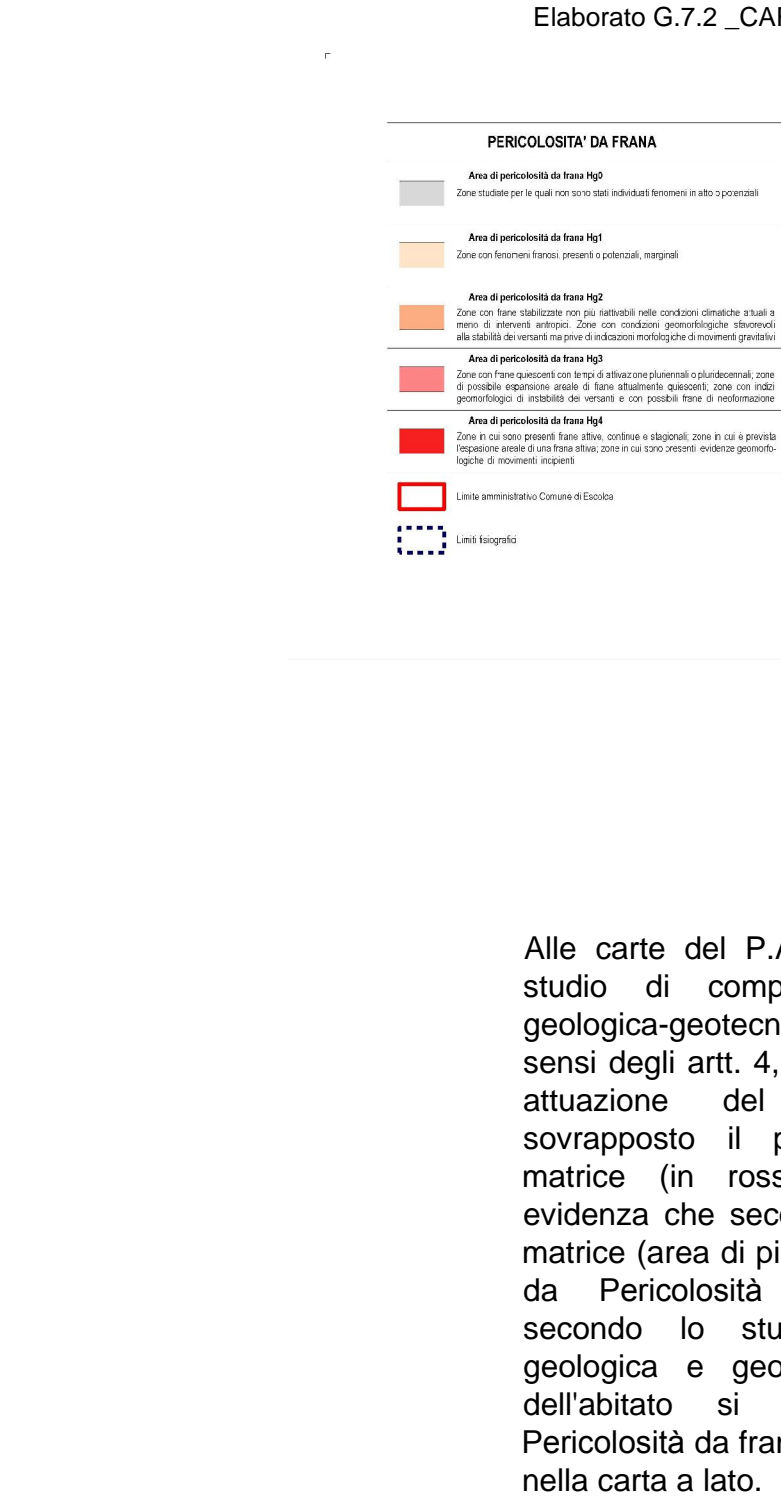 Elaborato G.7.2 _CAR
PERICOLOSITA' DA FRANA
Area di pericolosità da frana Hg0
Zone studiate per le quali non sono stati individuati fenomeni in atto o potenziali
Area di pericolosità da frana Hg1
Zone con fenomeni franosi, presenti o potenziali, marginali
Area di pericolosità da frana Hg2
Zone con frane stabilizzate non più riattivabili nelle condizioni climatiche attuali a
meno di interventi antropici. Zone con condizioni geomorfologiche sfavorevoli
alla stabilità dei versanti ma prive di indicazioni morfologiche di movimenti gravitativi
Area di pericolosità da frana Hg3
Zone con frane quiescenti con tempi di attivazione pluriennali o pluridecennali; zone
di possibile espansione areale di frane attualmente quiescenti; zone con indizi
geomorfologici di instabilità dei versanti e con possibili frane di neoformazione
Area di pericolosità da frana Hg4
Zone in cui sono presenti frane attive, continue e stagionali; zone in cui è prevista
l'espasione areale di una frana attiva; zone in cui sono presenti evidenze geomorfo-
logiche di movimenti incipienti
Limite amministrativo Comune di Escolca
Limiti fisiografici
Alle carte del P.A
studio di comp
geologica-geotecn
sensi degli artt. 4,
attuazione del
sovrapposto il p
matrice (in ross
evidenza che seco
matrice (area di pi
da Pericolosità
secondo lo stu
geologica e geo
dell'abitato si
Pericolosità da fran
nella carta a lato.